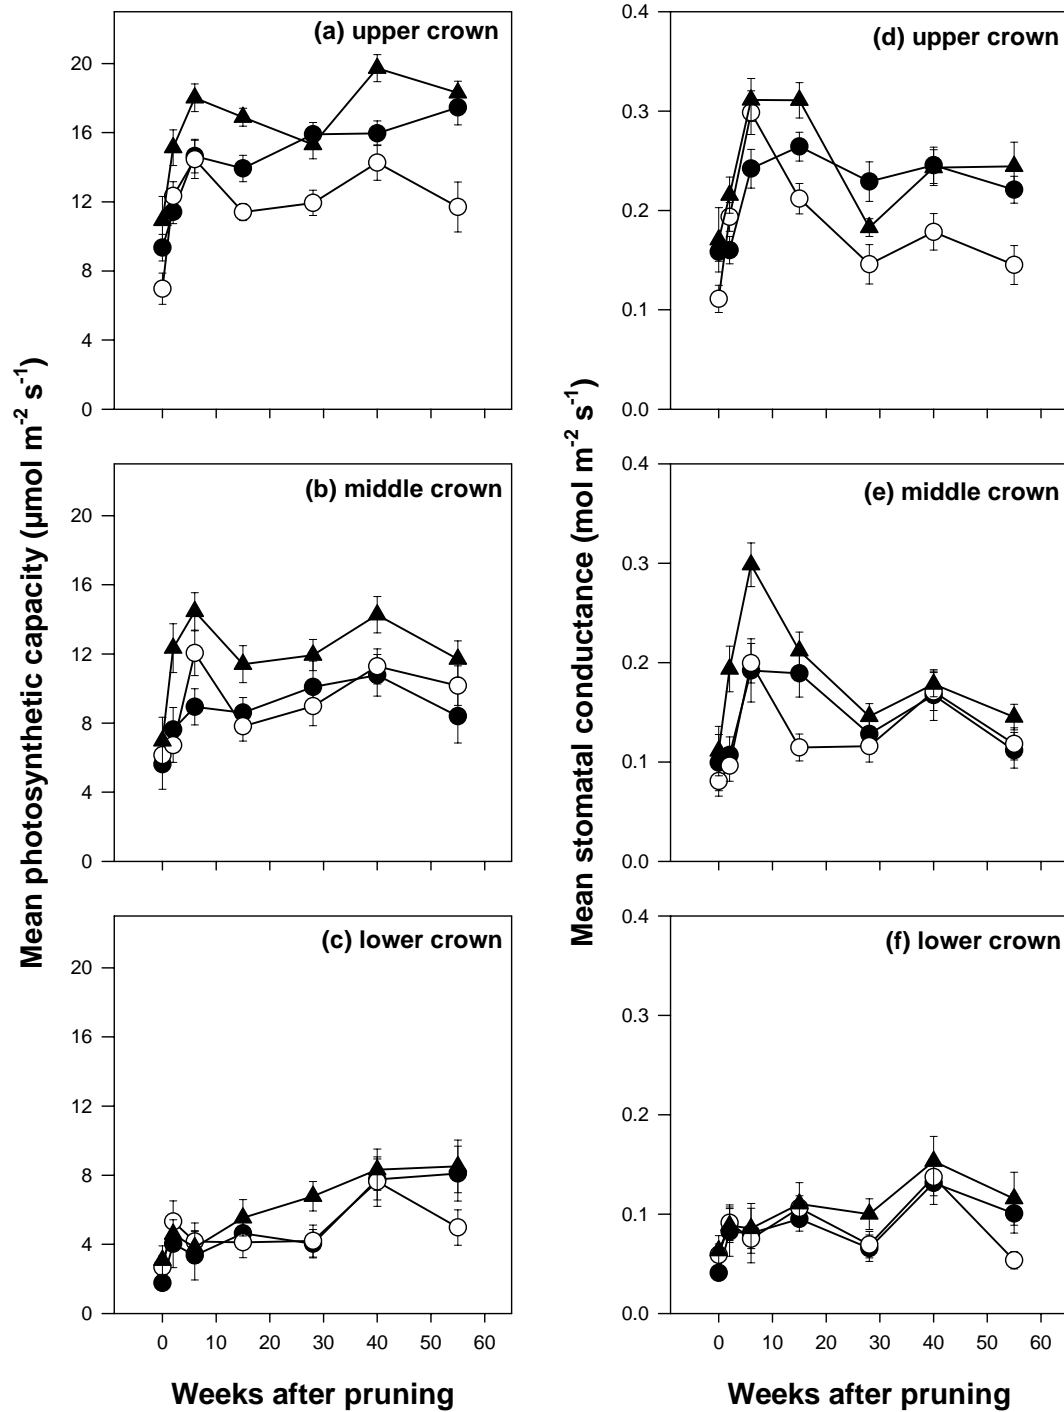 Mean photosynthetic capacity (µmol m-2 s-1)
(a) upper crown
20
16
12
8
4
0
(b) middle crown
20
16
12
8
4
0
(c) lower crown
20
16
12
8
4
0
0 10 20 30 40 50 60
Weeks after pruning
Mean stomatal conductance (mol m-2 s-1)
(d) upper crown
0.4
0.3
0.2
0.1
0.0
(e) middle crown
0.4
0.3
0.2
0.1
0.0
(f) lower crown
0.4
0.3
0.2
0.1
0.0
0 10 20 30 40 50 60
Weeks after pruning